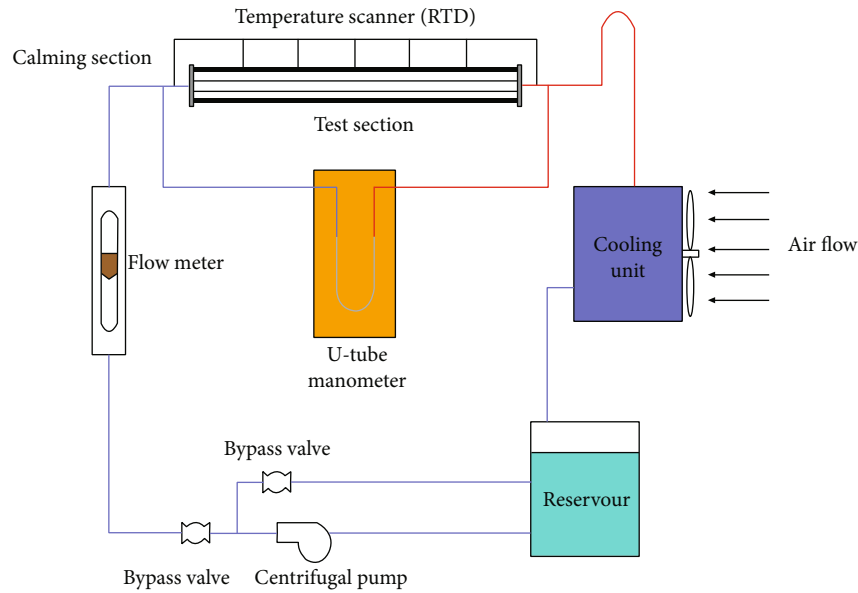 Temperature scanner (RTD)
Calming section
Test section
Flow meter
Cooling
unit
Air flow
U-tube
manometer
Bypass valve
Reservour
Bypass valve
Centrifugal pump